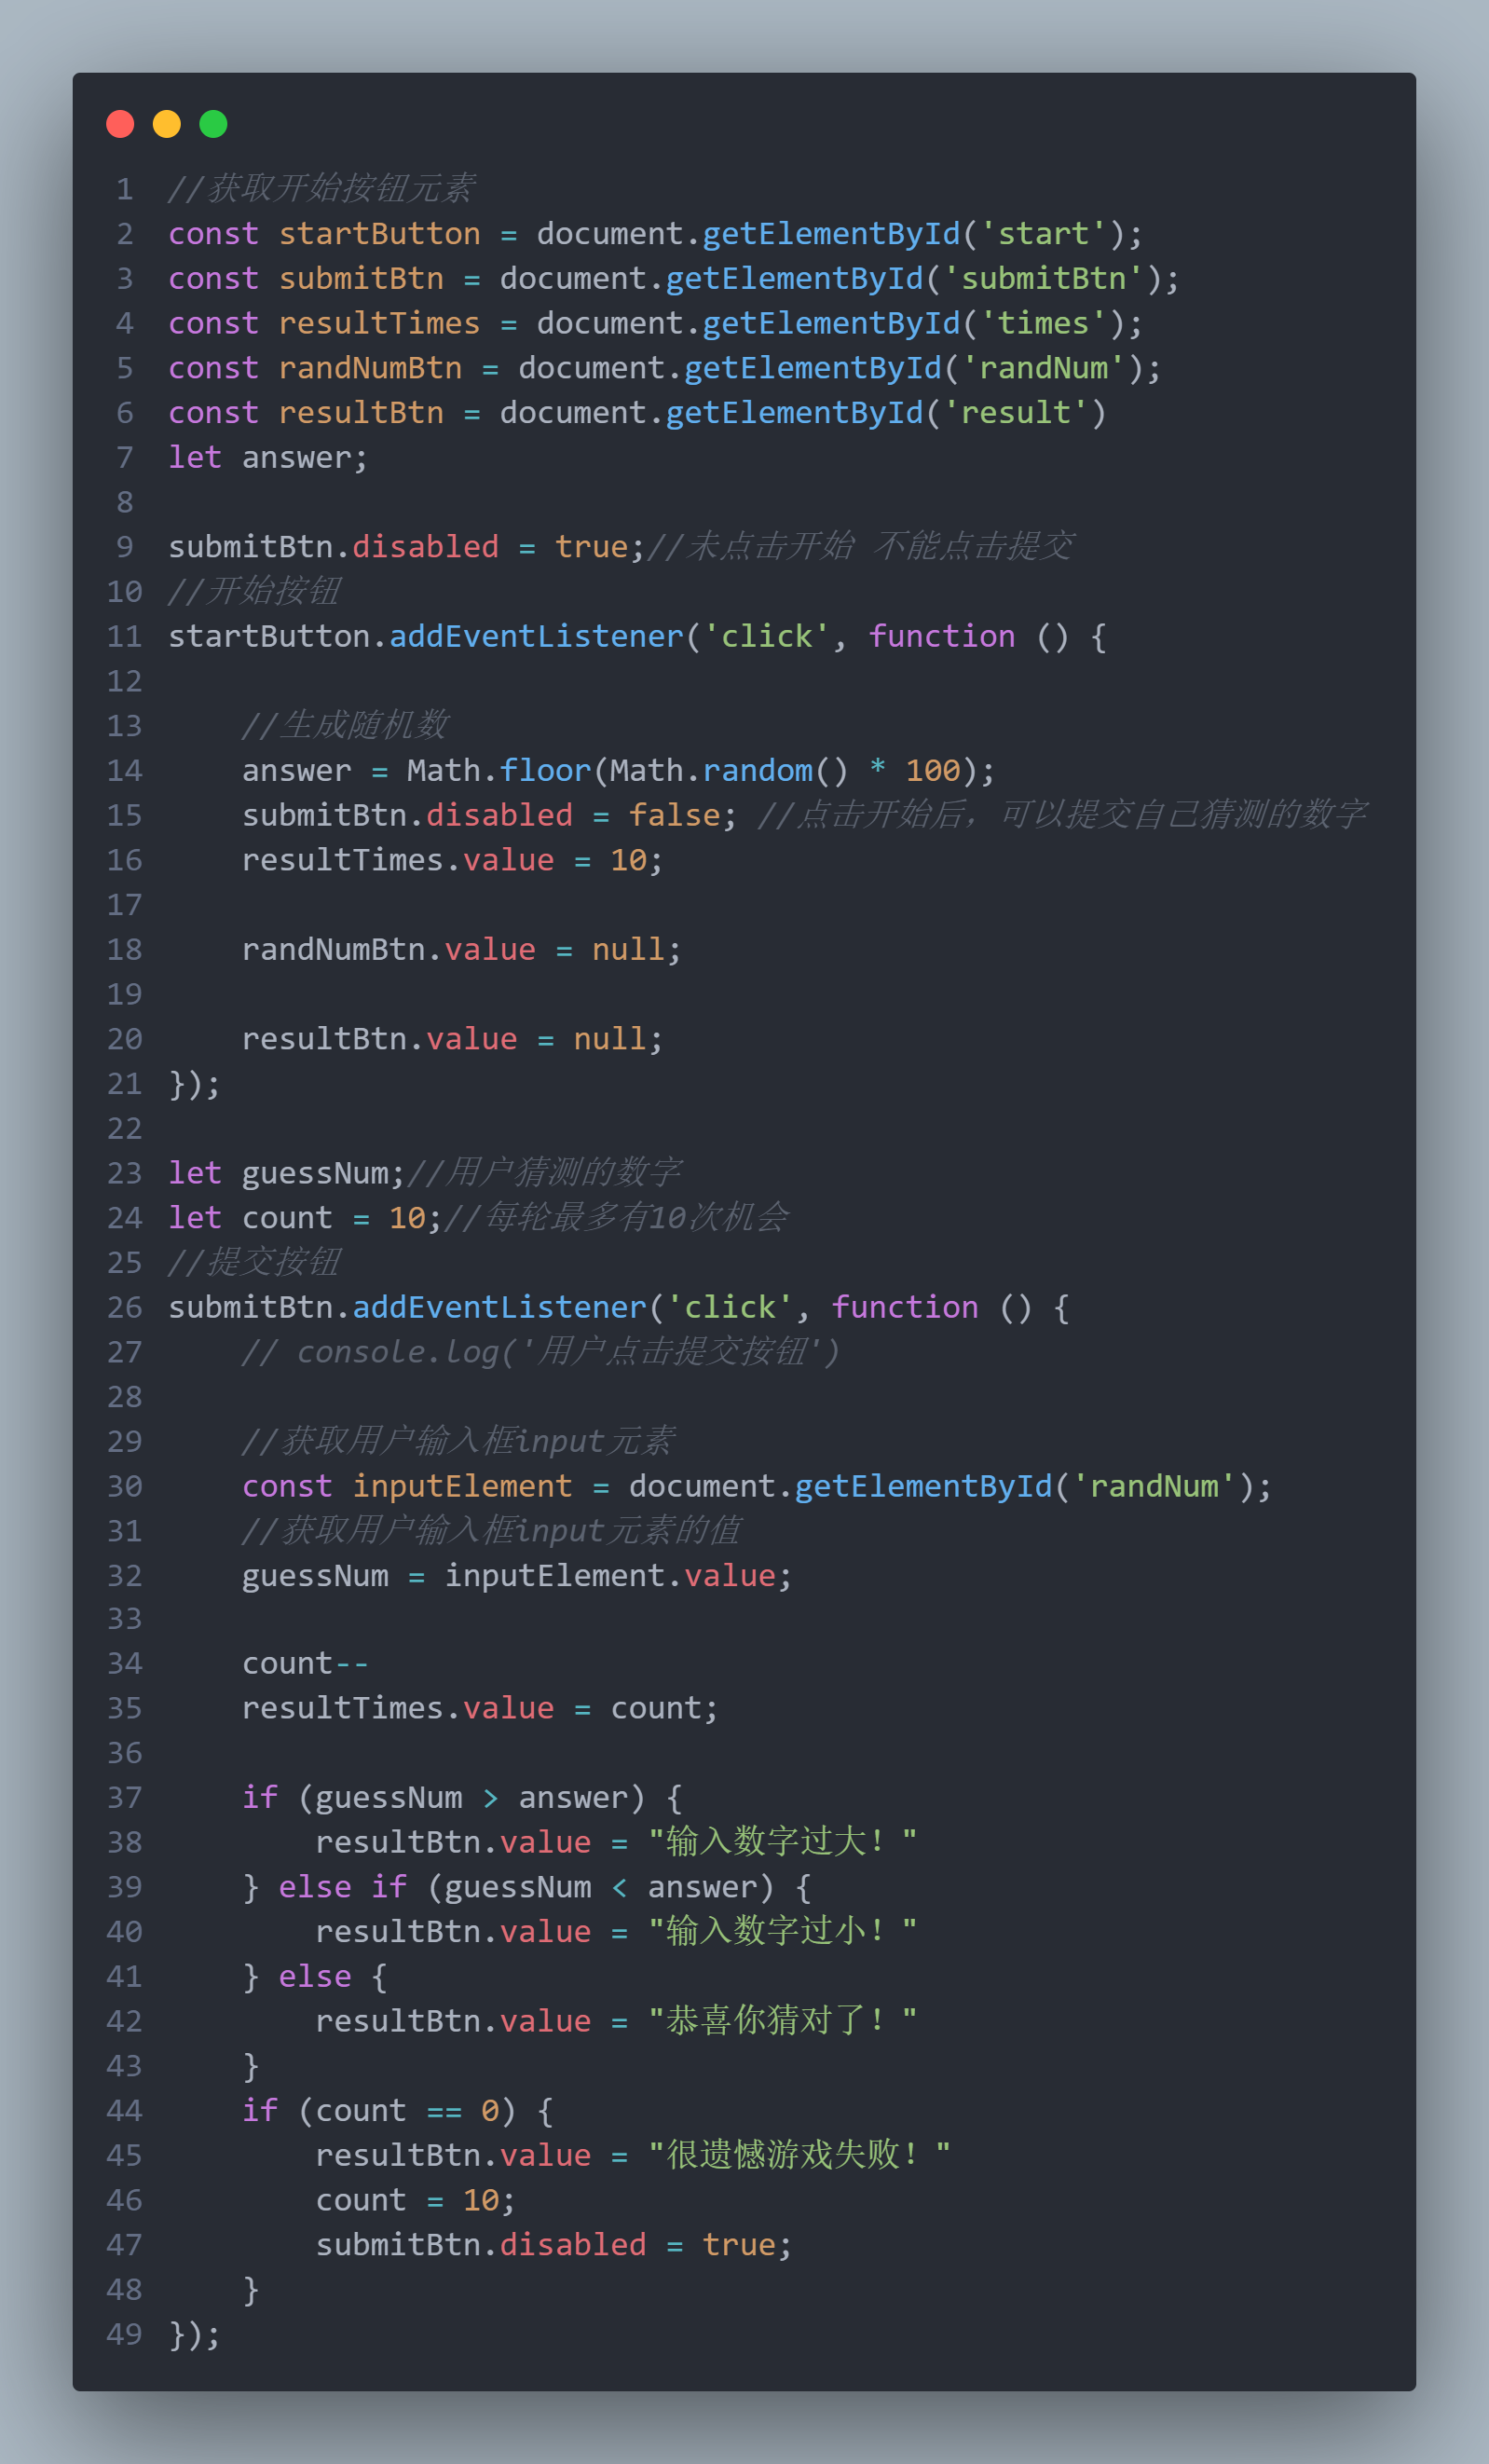 1 //获取开始按钮元素
2 const startButton = document.getElementById('start');
3 const submitBtn = document.getElementById('submitBtn');
4 const resultTimes = document.getElementById('times');
5 const randNumBtn = document.getElementById('randNum');
6 const resultBtn = document.getElementById('result')
7 let answer;
8
9 submitBtn.disabled = true;//未点击开始 不能点击提交
10 //开始按钮
11 startButton.addEventListener('click', function () {
12
13     //生成随机数
14     answer = Math.floor(Math.random() * 100);
15     submitBtn.disabled = false; //点击开始后，可以提交自己猜测的数字
16     resultTimes.value = 10;
17
18     randNumBtn.value = null;
19
20     resultBtn.value = null;
21 });
22
23 let guessNum;//用户猜测的数字
24 let count = 10;//每轮最多有10次机会
25 //提交按钮
26 submitBtn.addEventListener('click', function () {
27     // console.log('用户点击提交按钮')
28
29     //获取用户输入框input元素
30     const inputElement = document.getElementById('randNum');
31     //获取用户输入框input元素的值
32     guessNum = inputElement.value;
33
34     count--
35     resultTimes.value = count;
36
37     if (guessNum > answer) {
38         resultBtn.value = "输入数字过大！"
39     } else if (guessNum < answer) {
40         resultBtn.value = "输入数字过小！"
41     } else {
42         resultBtn.value = "恭喜你猜对了！"
43     }
44     if (count == 0) {
45         resultBtn.value = "很遗憾游戏失败！"
46         count = 10;
47         submitBtn.disabled = true;
48     }
49 });